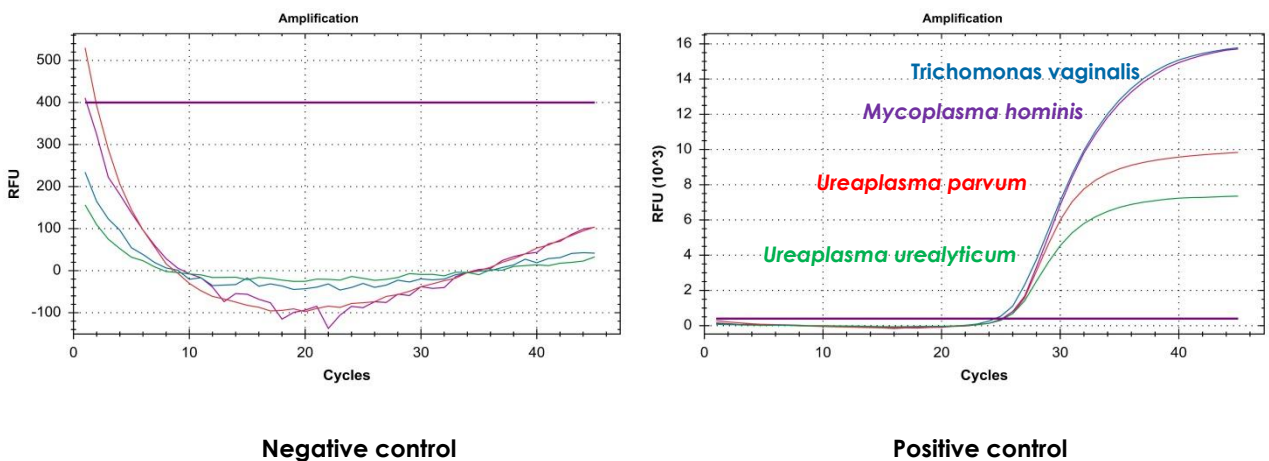 Amplification
500
400
300
200
100
0
-100
RFU
0 10 20 30 40
Cycles
Negative control
Amplification
16
14
12
10
8
6
4
2
0
RFU (10^3)
Trichomonas vaginalis
Mycoplasma hominis
Ureaplasma parvum
Ureaplasma urealyticum
0 10 20 30 40
Cycles
Positive control